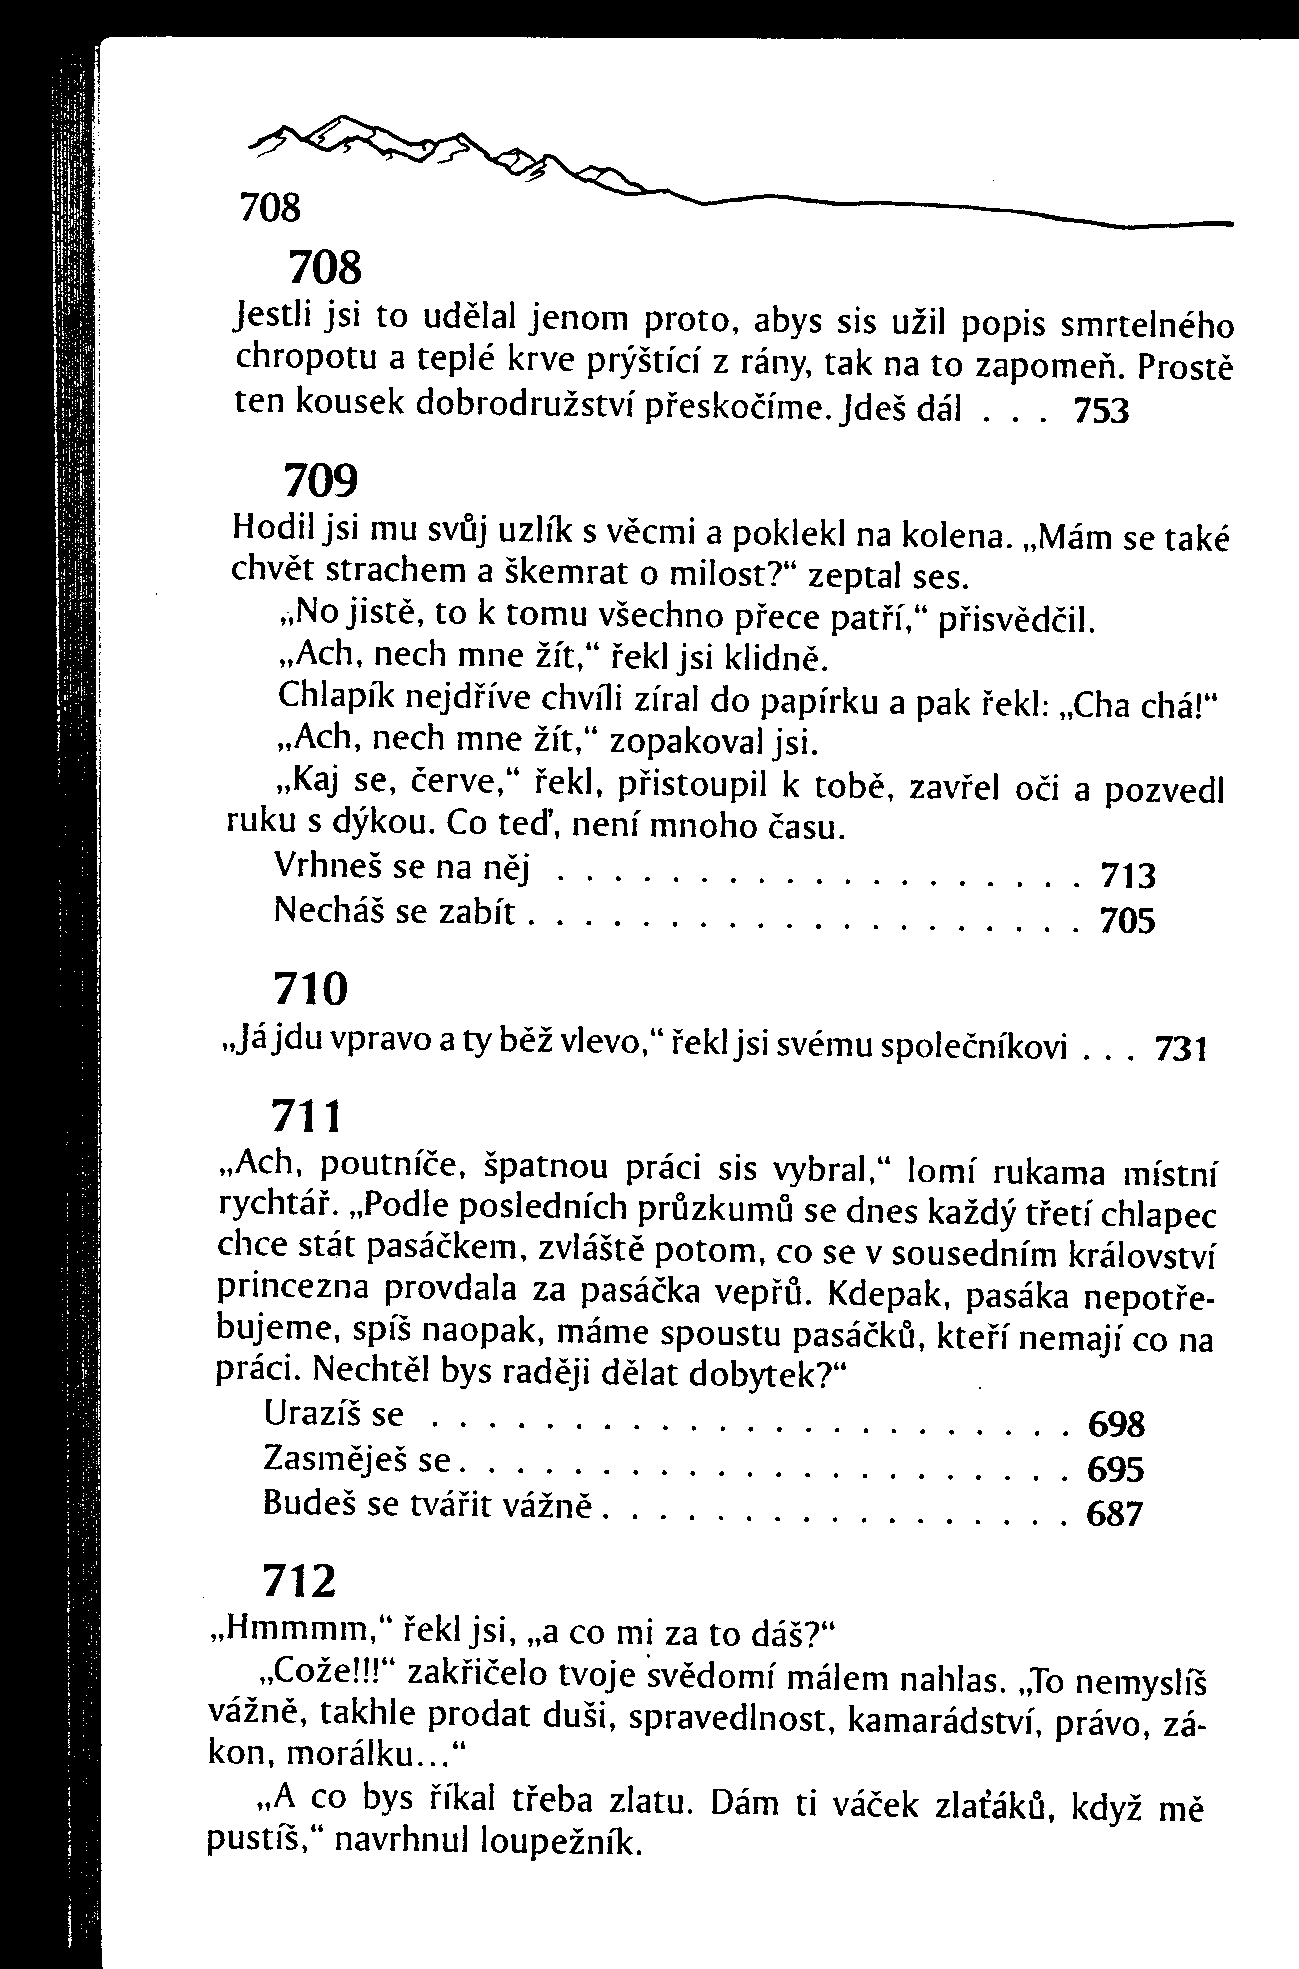 708
708
Jestli jsi to udělal jenom proto, abys sis užil popis smrtelného
chropotu a teplé krve prýštící z rány, tak na to zapomeň. Prostě
ten kousek dobrodružství přeskočíme. Jdeš dál . . . 753
709
Hodil jsi mu svůj uzlík s věcmi a poklekl na kolena. „Mám se také
chvět strachem a škemrat o milost?“ zeptal ses.
„No jistě, to k tomu všechno přece patří,“ přisvědčil.
„Ach, nech mne žít,“ řekl jsi klidně.
Chlapík nejdříve chvíli zíral do papírku a pak řekl: „Cha chá!“
„Ach, nech mne žít,“ zopakoval jsi.
„Kaj se, červe,“ řekl, přistoupil k tobě, zavřel oči a pozvedl
ruku s dýkou. Co teď, není mnoho času.
Vrhneš se na něj . . . . . . . . . . . . . . . . . . . 713
Necháš se zabít . . . . . . . . . . . . . . . . . . . . 705
710
„Já jdu vpravo a ty běž vlevo,“ řekl jsi svému společníkovi . . . 731
711
„Ach, poutníče, špatnou práci sis vybral,“ lomí rukama místní
rychtář. „Podle posledních průzkumů se dnes každý třetí chlapec
chce stát pasáčkem, zvláště potom, co se v sousedním království
princezna provdala za pasáčka vepřů. Kdepak, pasáka nepotře-
bujeme, spíš naopak, máme spoustu pasáčků, kteří nemají co na
práci. Nechtěl bys raději dělat dobytek?“
Urazíš se . . . . . . . . . . . . . . . . . . . . . . . 698
Zasměješ se . . . . . . . . . . . . . . . . . . . . . . 695
Budeš se tvářit vážně . . . . . . . . . . . . . . . . . 687
712
„Hmmmm,“ řekl jsi, „a co mi za to dáš?“
„Cože!!!“ zakřičelo tvoje svědomí málem nahlas. „To nemyslíš
vážně, takhle prodat duši, spravedlnost, kamarádství, právo, zá-
kon, morálku...“
„A co bys říkal třeba zlatu. Dám ti váček zlaťáků, když mě
pustíš,“ navrhnul loupežník.